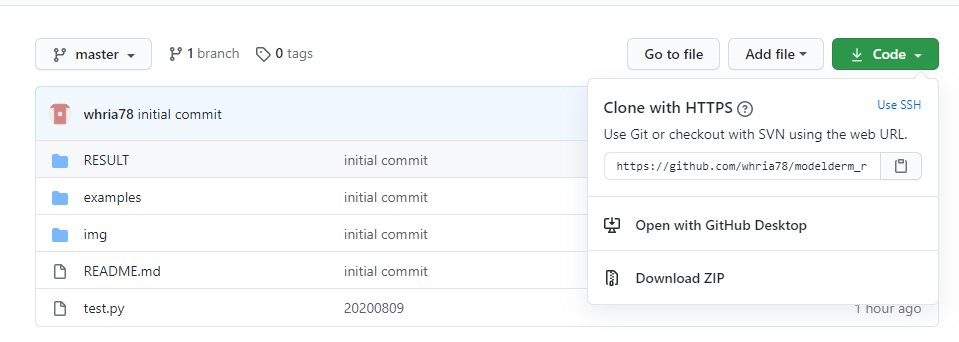 master 1 branch 0 tags Go to file Add file Code
whria78 initial commit
Clone with HTTPS Use SSH
Use Git or checkout with SVN using the web URL.
https://github.com/whria78/modelderm_r
RESULT initial commit
examples initial commit
img initial commit
Open with GitHub Desktop
README.md initial commit
Download ZIP
test.py 20200809 1 hour ago